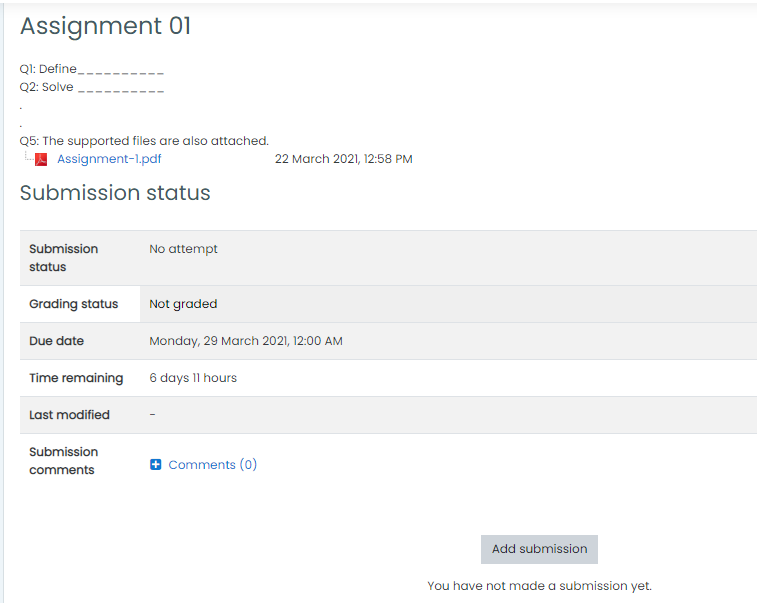 Assignment 01
Q1: Define__________
Q2: Solve __________
.
.
Q5: The supported files are also attached.
Assignment-1.pdf 22 March 2021, 12:58 PM
Submission status
Submission status No attempt
Grading status Not graded
Due date Monday, 29 March 2021, 12:00 AM
Time remaining 6 days 11 hours
Last modified -
Submission comments Comments (0)
Add submission
You have not made a submission yet.